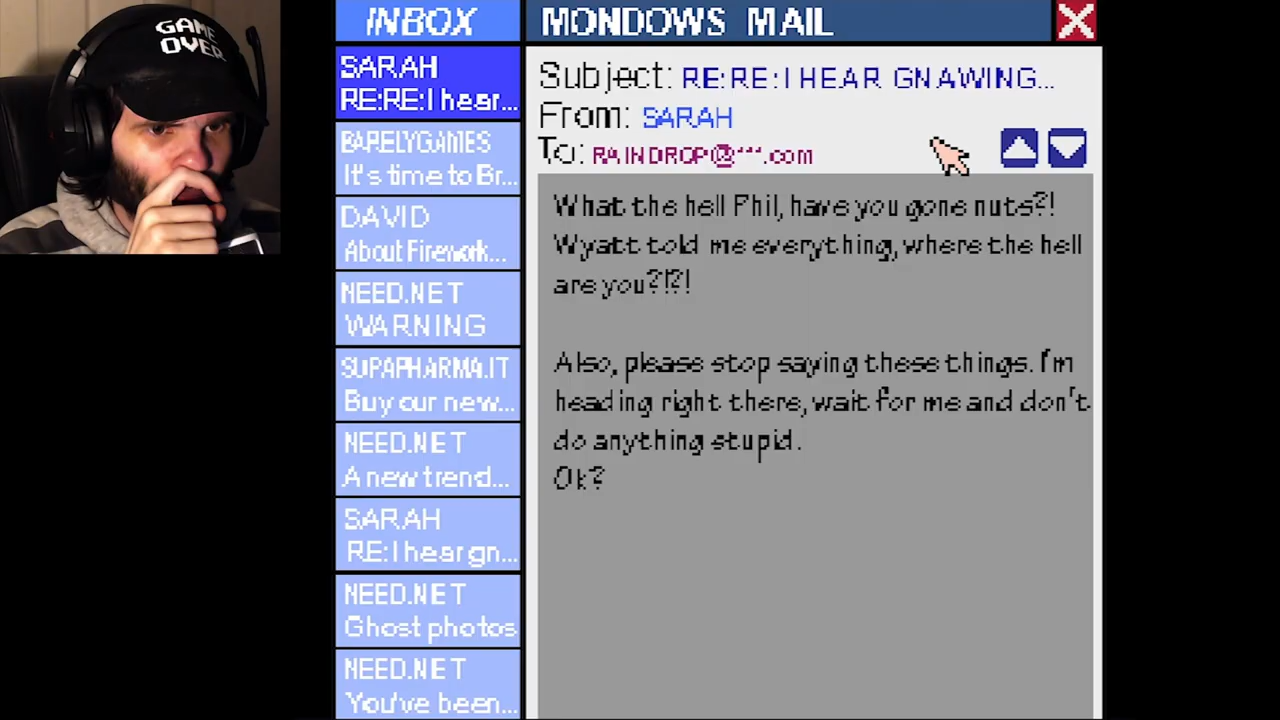 GAME
OVER
INBOX
MONDOWS MAIL
SARAH
RE:RE:I hear...
BARELYGAMES
It's time to Br...
DAVID
About Firework...
NEED.NET
WARNING
SUPAPHARMA.IT
Buy our new...
NEED.NET
A new trend...
SARAH
RE:I hear gn...
NEED.NET
Ghost photos
NEED.NET
You've been...
Subject: RE:RE:I HEAR GNAWING...
From: SARAH
To: RAINDROP@***.com
What the hell Phil, have you gone nuts?!
Wyatt told me everything, where the hell
are you?!?!
Also, please stop saying these things. I'm
heading right there, wait for me and don't
do anything stupid.
Ok?